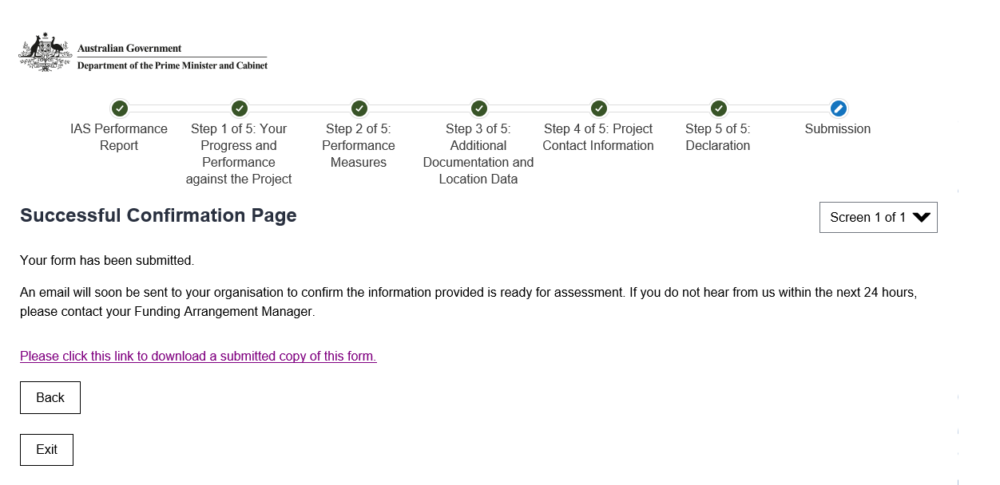 Australian Government
Department of the Prime Minister and Cabinet
IAS Performance
Report
Step 1 of 5: Your
Progress and
Performance
against the Project
Step 2 of 5:
Performance
Measures
Step 3 of 5:
Additional
Documentation and
Location Data
Step 4 of 5: Project
Contact Information
Step 5 of 5:
Declaration
Submission
Successful Confirmation Page
Screen 1 of 1
Your form has been submitted.
An email will soon be sent to your organisation to confirm the information provided is ready for assessment. If you do not hear from us within the next 24 hours,
please contact your Funding Arrangement Manager.
Please click this link to download a submitted copy of this form.
Back
Exit